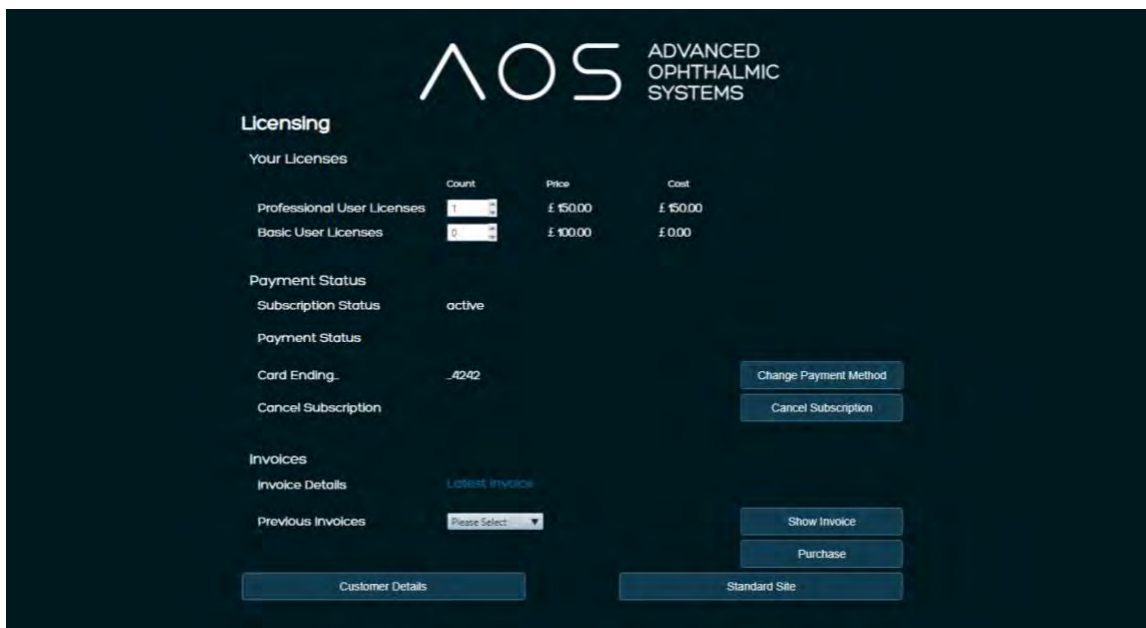 AOS ADVANCED
OPHTHALMIC
SYSTEMS
Licensing
Your Licenses
Count Price Cost
Professional User Licenses 1 £ 150.00 £ 150.00
Basic User Licenses 0 £ 100.00 £ 0.00
Payment Status
Subscription Status active
Payment Status
Card Ending_ _4242 Change Payment Method
Cancel Subscription Cancel Subscription
Invoices
Invoice Details Latest Invoice
Previous Invoices Please Select Show Invoice
Purchase
Customer Details Standard Site